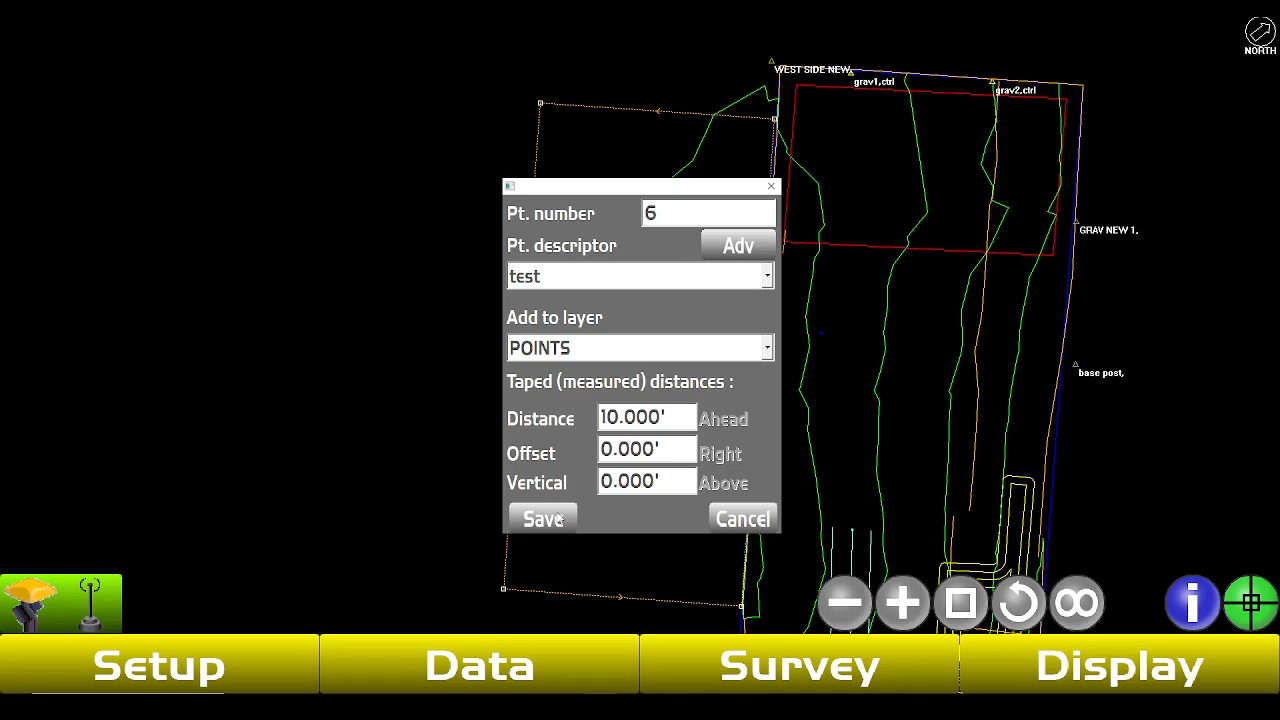 NORTH
WEST SIDE NEW,
grav1,ctrl
grav2,ctrl
Pt. number 6
Pt. descriptor Adv
test
GRAV NEW 1,
Add to layer
POINTS
base post,
Taped (measured) distances :
Distance 10.000' Ahead
Offset 0.000' Right
Vertical 0.000' Above
Save Cancel
Setup Data Survey Display